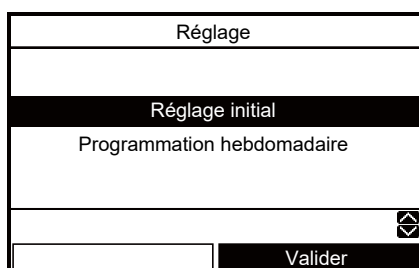 Réglage
Réglage initial
Programmation hebdomadaire
Valider